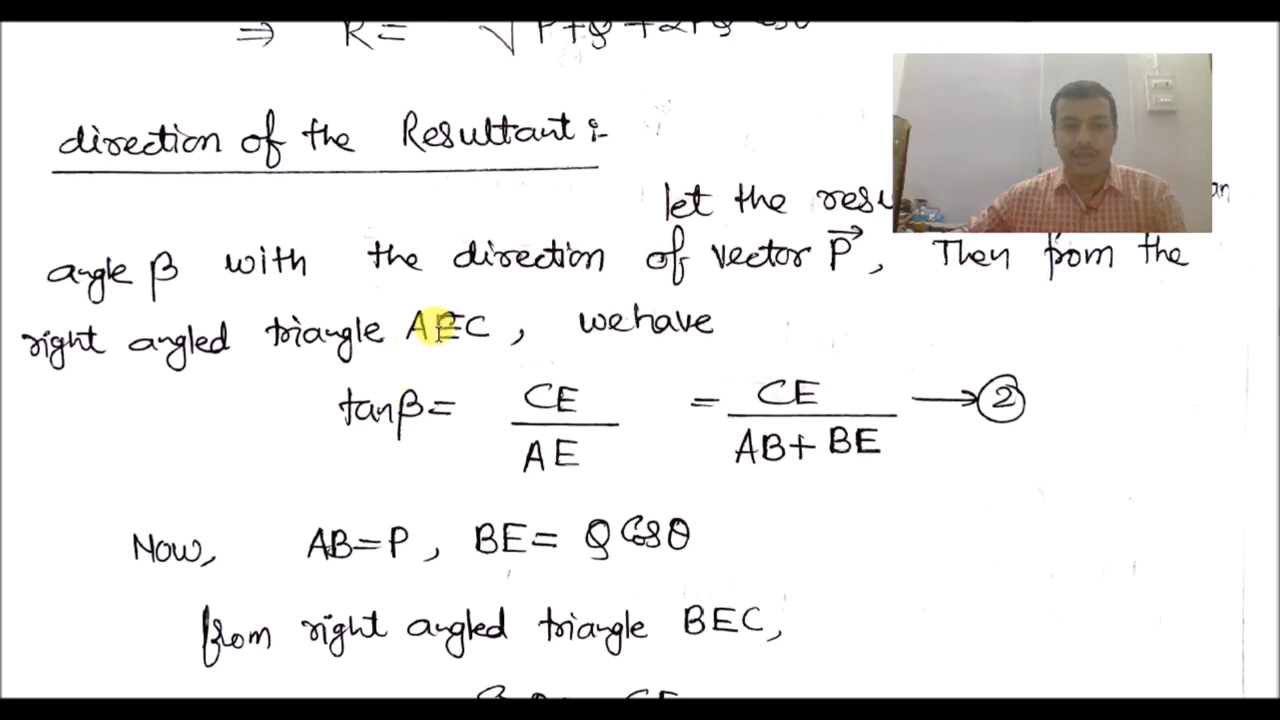 ⇒ R =
direction of the Resultant :-
let the an
angle β with the direction of vector P⃗ , Then from the
right angled triangle AEC , we have
tanβ = CE / AE = CE / AB + BE → ②
Now, AB = P , BE = Q Cosθ
from right angled triangle BEC,